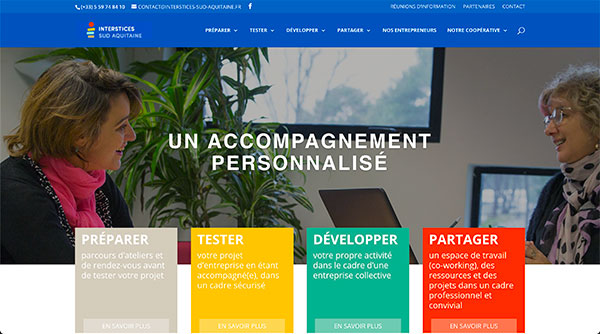 (+33) 5 59 74 84 10 CONTACT@INTERSTICES-SUD-AQUITAINE.FR
RÉUNIONS D'INFORMATION PARTENAIRES CONTACT
INTERSTICES
SUD AQUITAINE
PRÉPARER TESTER DÉVELOPPER PARTAGER NOS ENTREPRENEURS NOTRE COOPÉRATIVE
UN ACCOMPAGNEMENT
PERSONNALISÉ
PRÉPARER
parcours d'ateliers et
de rendez-vous avant
de tester votre projet
EN SAVOIR PLUS
TESTER
votre projet
d'entreprise en étant
accompagné(e), dans
un cadre sécurisé
EN SAVOIR PLUS
DÉVELOPPER
votre propre activité
dans le cadre d'une
entreprise collective
EN SAVOIR PLUS
PARTAGER
un espace de travail
(co-working), des
ressources et des
projets dans un cadre
professionnel et
convivial
EN SAVOIR PLUS